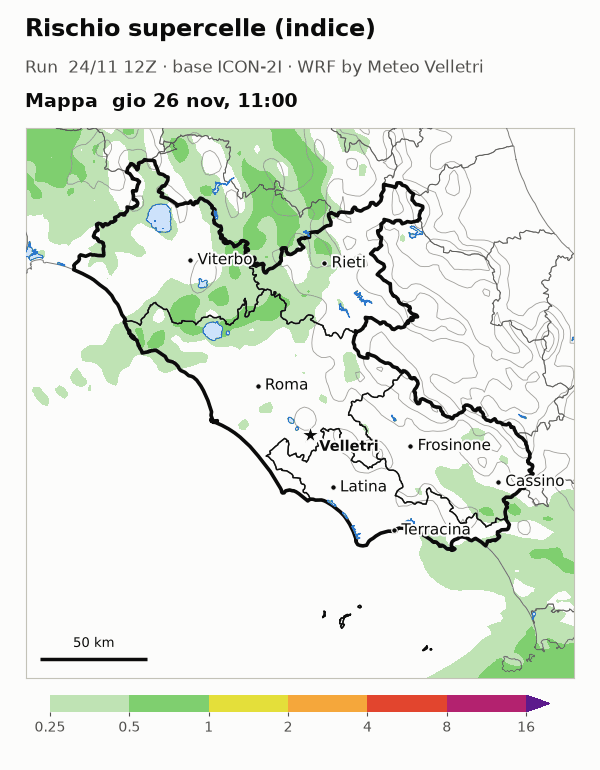 Rischio supercelle (indice)
Run  24/11 12Z · base ICON-2I · WRF by Meteo Velletri
Mappa  gio 26 nov, 11:00
Viterbo
Rieti
Roma
Velletri
Frosinone
Cassino
Latina
Terracina
50 km
0.25 0.5 1 2 4 8 16